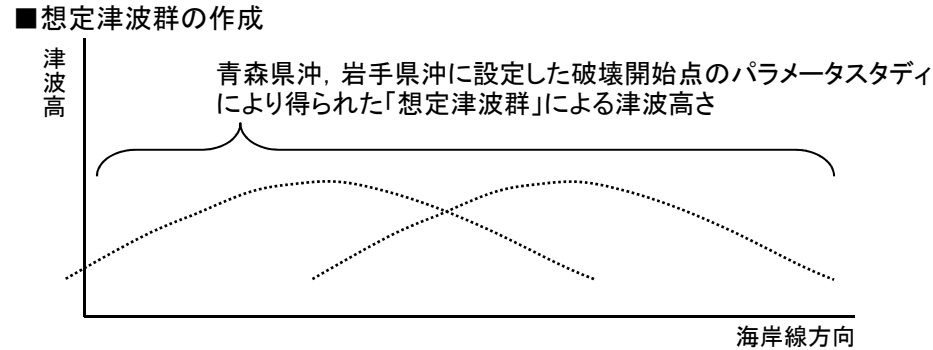 ■想定津波群の作成
津波高
青森県沖，岩手県沖に設定した破壊開始点のパラメータスタディ
により得られた「想定津波群」による津波高さ
海岸線方向